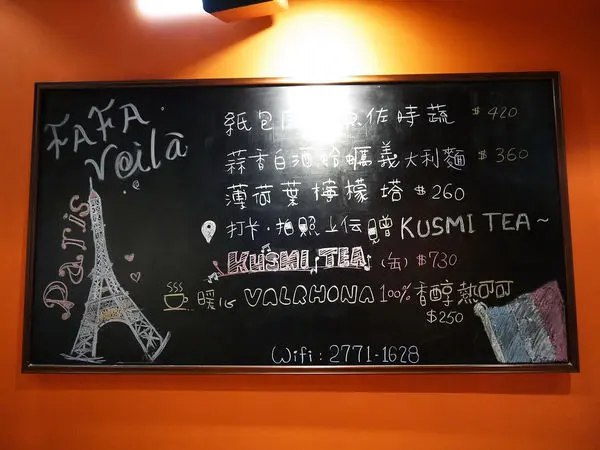 FAFA
Voilà
Paris
紙包 魚佐時蔬 $420
蒜香白酒蛤蠣義大利麵 $360
薄荷葉檸檬塔 $260
打卡·拍照上伝贈 KUSMI TEA~
KUSMI TEA (缶) $730
暖心 VALRHONA 100% 香醇熱可可
$250
Wifi : 2771-1628